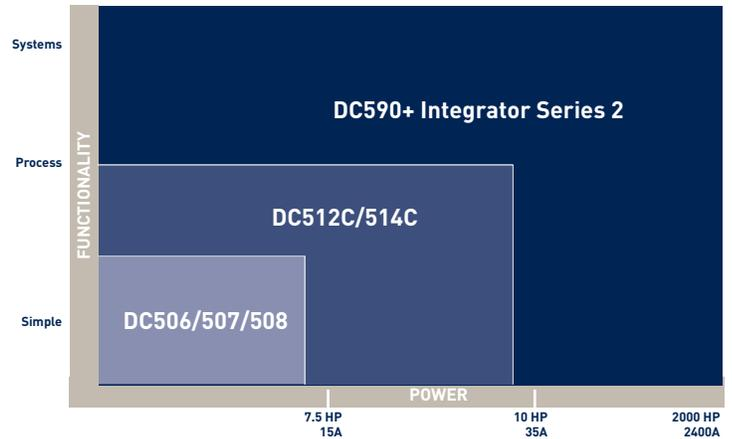 Systems
DC590+ Integrator Series 2
Process
FUNCTIONALITY
DC512C/514C
DC506/507/508
Simple
POWER
7.5 HP
15A
10 HP
35A
2000 HP
2400A